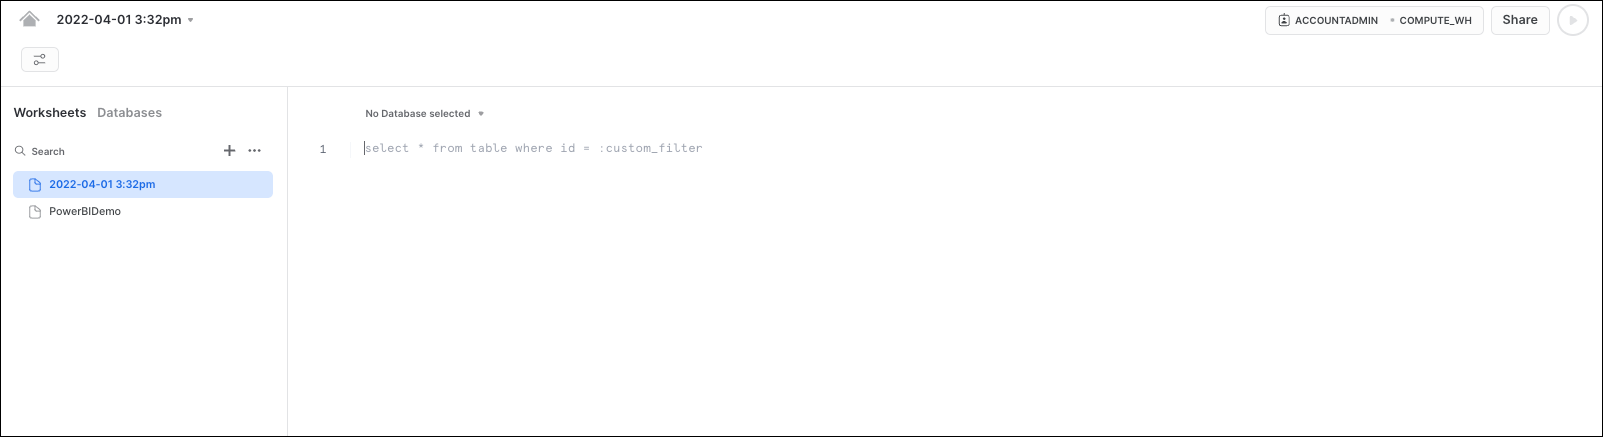 2022-04-01 3:32pm
ACCOUNTADMIN • COMPUTE_WH
Share
Worksheets Databases
No Database selected
Search
1 select * from table where id = :custom_filter
2022-04-01 3:32pm
PowerBIDemo